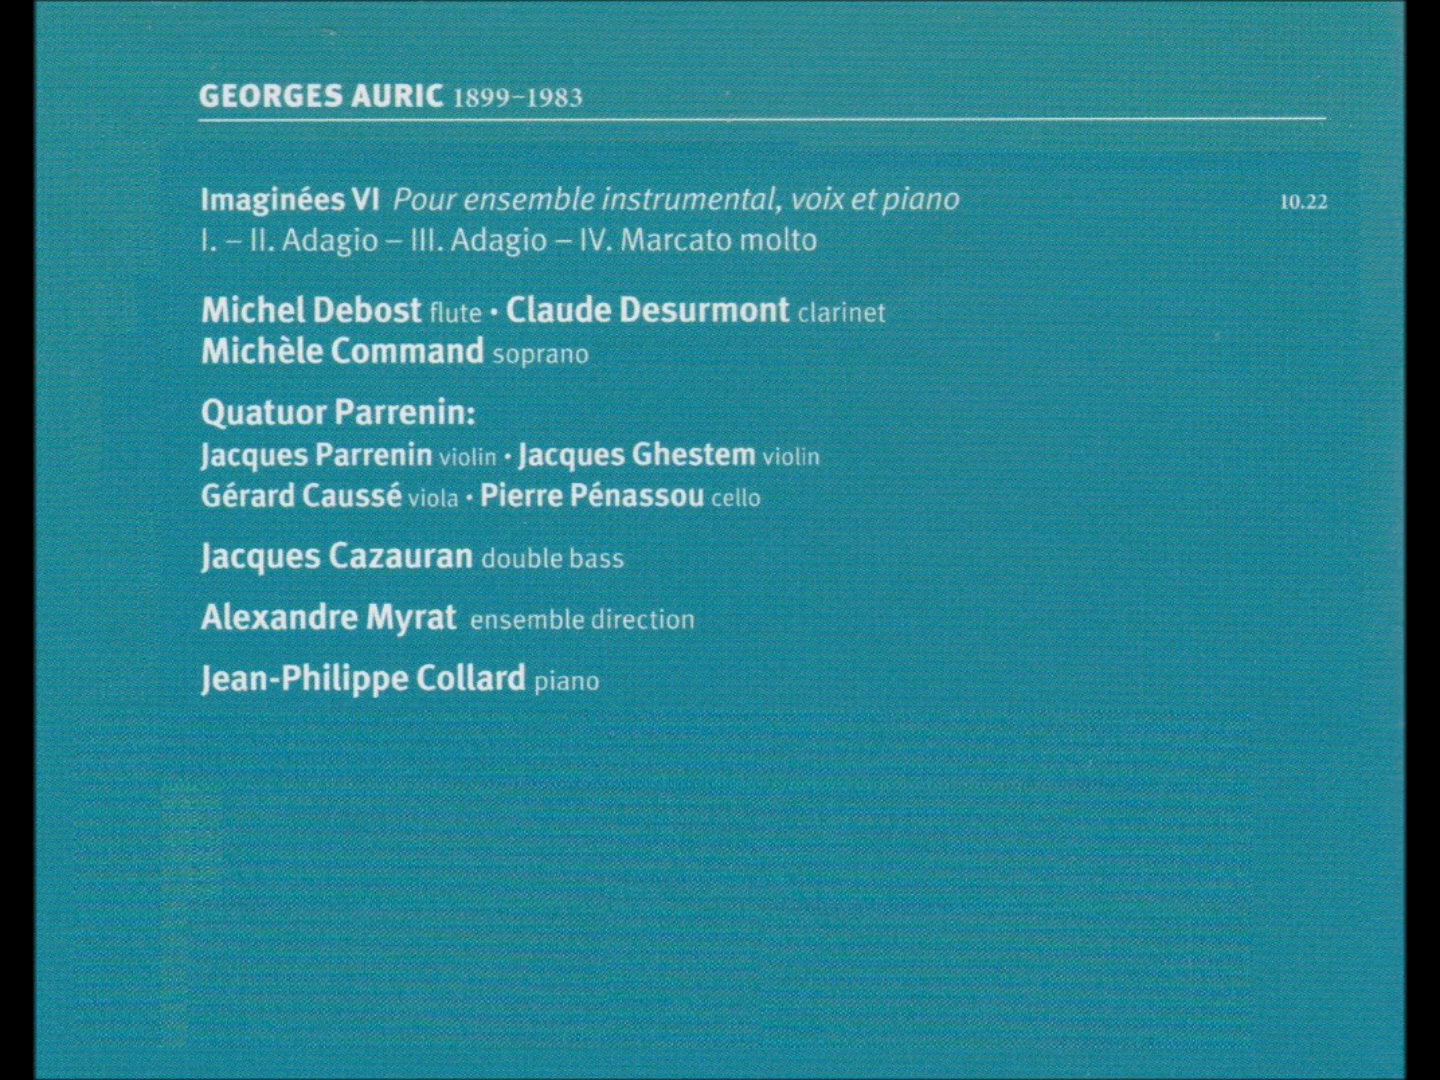 GEORGES AURIC 1899–1983
Imaginées VI Pour ensemble instrumental, voix et piano 10.22
I. – II. Adagio – III. Adagio – IV. Marcato molto
Michel Debost flute • Claude Desurmont clarinet
Michèle Command soprano
Quatuor Parrenin:
Jacques Parrenin violin • Jacques Ghestem violin
Gérard Caussé viola • Pierre Pénassou cello
Jacques Cazauran double bass
Alexandre Myrat ensemble direction
Jean-Philippe Collard piano